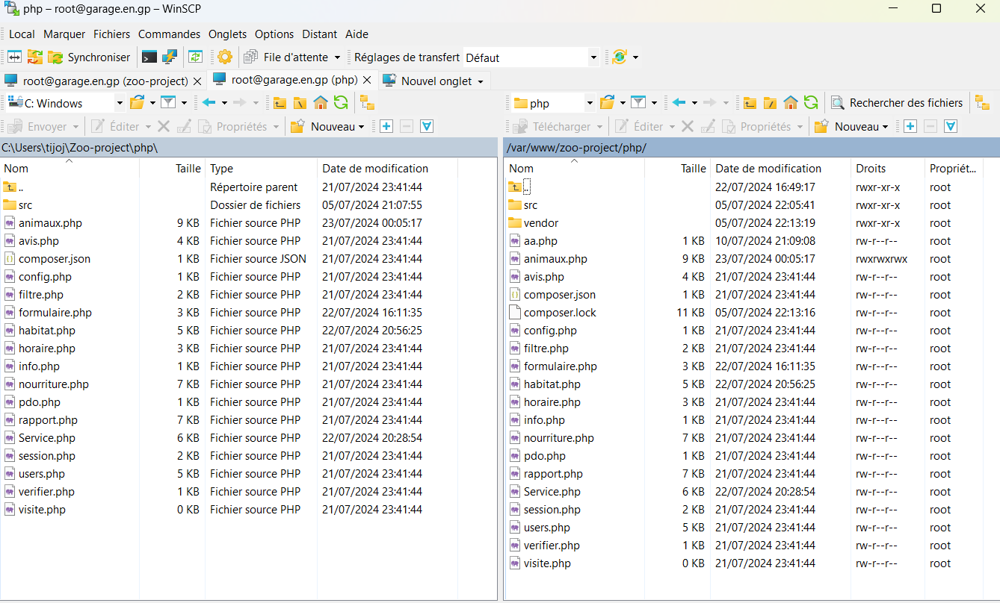 php – root@garage.en.gp – WinSCP
Local Marquer Fichiers Commandes Onglets Options Distant Aide
Synchroniser File d'attente Réglages de transfert Défaut
root@garage.en.gp (zoo-project) root@garage.en.gp (php) Nouvel onglet
C: Windows php Rechercher des fichiers
Envoyer Éditer Propriétés Nouveau Télécharger Éditer Propriétés Nouveau
C:\Users\tijoj\Zoo-project\php\
Nom Taille Type Date de modification
.. Répertoire parent 21/07/2024 23:41:44
src Dossier de fichiers 05/07/2024 21:07:55
animaux.php 9 KB Fichier source PHP 23/07/2024 00:05:17
avis.php 4 KB Fichier source PHP 21/07/2024 23:41:44
composer.json 1 KB Fichier source JSON 21/07/2024 23:41:44
config.php 1 KB Fichier source PHP 21/07/2024 23:41:44
filtre.php 2 KB Fichier source PHP 21/07/2024 23:41:44
formulaire.php 3 KB Fichier source PHP 22/07/2024 16:11:35
habitat.php 5 KB Fichier source PHP 22/07/2024 20:56:25
horaire.php 3 KB Fichier source PHP 21/07/2024 23:41:44
info.php 1 KB Fichier source PHP 21/07/2024 23:41:44
nourriture.php 7 KB Fichier source PHP 21/07/2024 23:41:44
pdo.php 1 KB Fichier source PHP 21/07/2024 23:41:44
rapport.php 7 KB Fichier source PHP 21/07/2024 23:41:44
Service.php 6 KB Fichier source PHP 22/07/2024 20:28:54
session.php 2 KB Fichier source PHP 21/07/2024 23:41:44
users.php 5 KB Fichier source PHP 21/07/2024 23:41:44
verifier.php 1 KB Fichier source PHP 21/07/2024 23:41:44
visite.php 0 KB Fichier source PHP 21/07/2024 23:41:44
/var/www/zoo-project/php/
Nom Taille Date de modification Droits Propriét...
.. 22/07/2024 16:49:17 rwxr-xr-x root
src 05/07/2024 22:05:41 rwxr-xr-x root
vendor 05/07/2024 22:13:19 rwxr-xr-x root
aa.php 1 KB 10/07/2024 21:09:08 rw-r--r-- root
animaux.php 9 KB 23/07/2024 00:05:17 rwxrwxrwx root
avis.php 4 KB 21/07/2024 23:41:44 rw-r--r-- root
composer.json 1 KB 21/07/2024 23:41:44 rw-r--r-- root
composer.lock 11 KB 05/07/2024 22:13:16 rw-r--r-- root
config.php 1 KB 21/07/2024 23:41:44 rw-r--r-- root
filtre.php 2 KB 21/07/2024 23:41:44 rw-r--r-- root
formulaire.php 3 KB 22/07/2024 16:11:35 rw-r--r-- root
habitat.php 5 KB 22/07/2024 20:56:25 rw-r--r-- root
horaire.php 3 KB 21/07/2024 23:41:44 rw-r--r-- root
info.php 1 KB 21/07/2024 23:41:44 rw-r--r-- root
nourriture.php 7 KB 21/07/2024 23:41:44 rw-r--r-- root
pdo.php 1 KB 21/07/2024 23:41:44 rw-r--r-- root
rapport.php 7 KB 21/07/2024 23:41:44 rw-r--r-- root
Service.php 6 KB 22/07/2024 20:28:54 rw-r--r-- root
session.php 2 KB 21/07/2024 23:41:44 rw-r--r-- root
users.php 5 KB 21/07/2024 23:41:44 rw-r--r-- root
verifier.php 1 KB 21/07/2024 23:41:44 rw-r--r-- root
visite.php 0 KB 21/07/2024 23:41:44 rw-r--r-- root